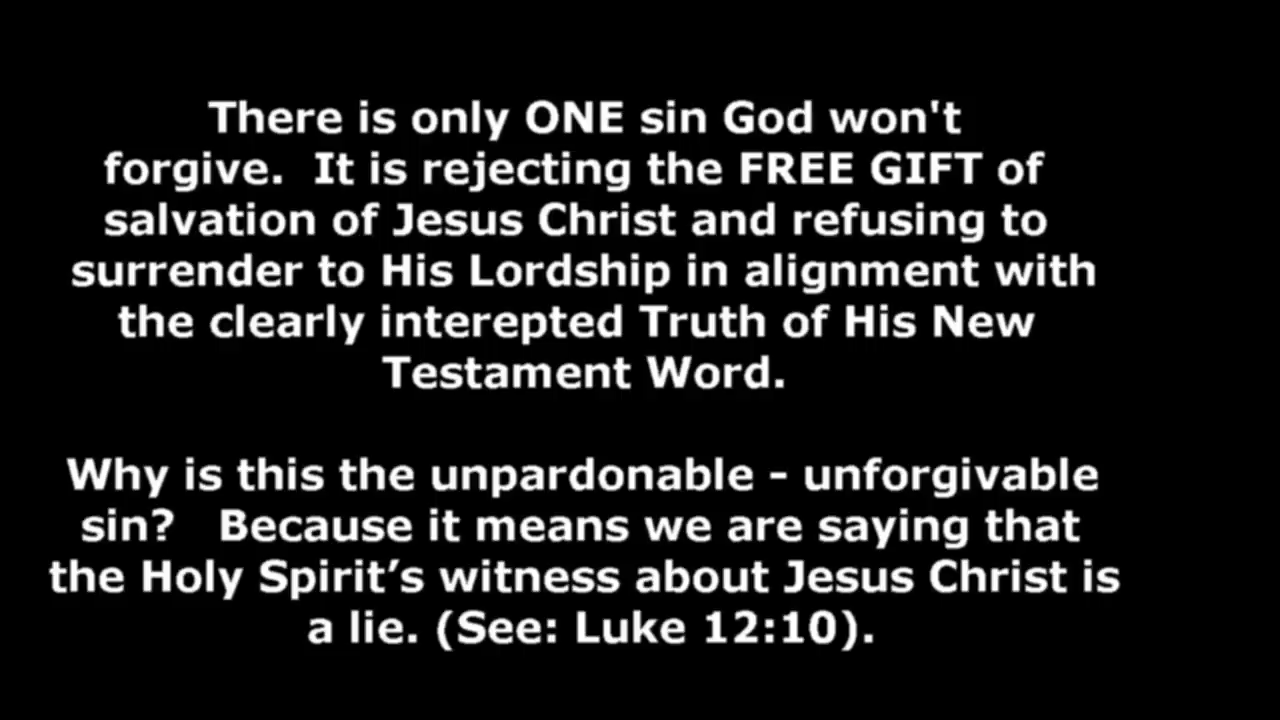 There is only ONE sin God won't
forgive.  It is rejecting the FREE GIFT of
salvation of Jesus Christ and refusing to
surrender to His Lordship in alignment with
the clearly interepted Truth of His New
Testament Word.
Why is this the unpardonable - unforgivable
sin?   Because it means we are saying that
the Holy Spirit’s witness about Jesus Christ is
a lie. (See: Luke 12:10).